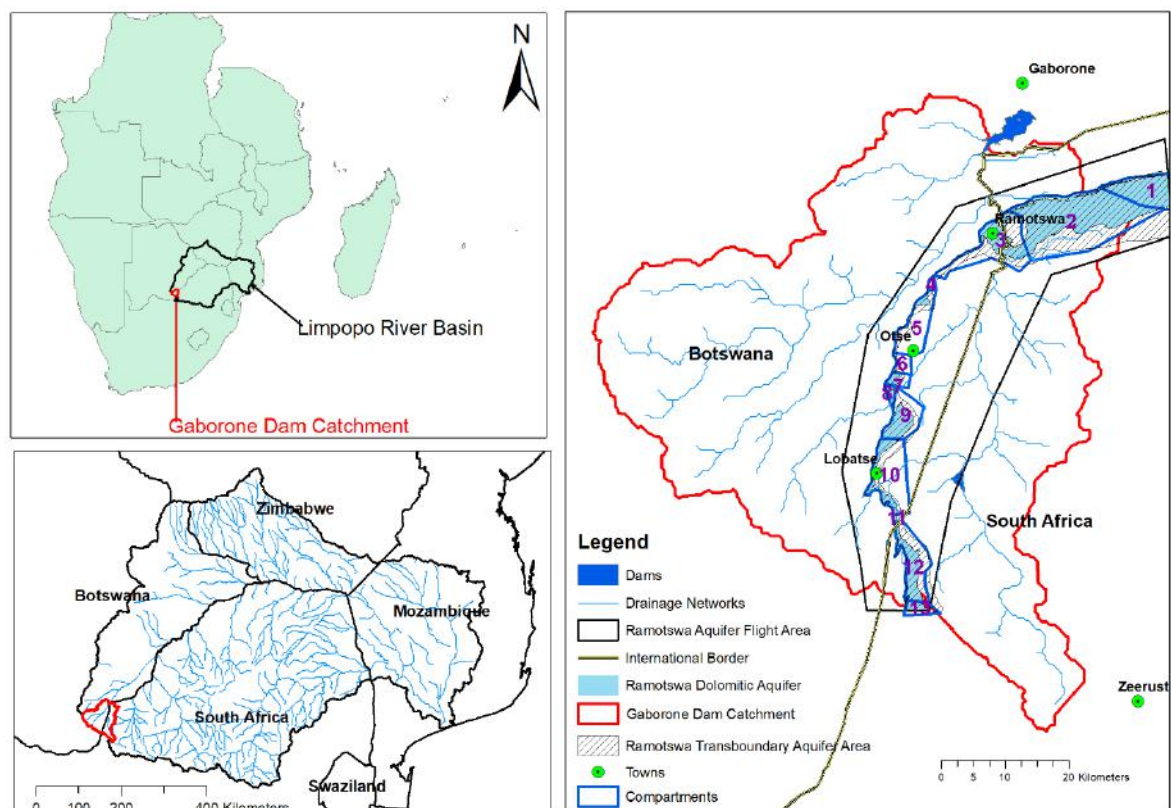 N
Limpopo River Basin
Gaborone Dam Catchment
Zimbabwe
Botswana
Mozambique
South Africa
Swaziland
0 100 200 400 Kilometers
Gaborone
1
Ramotswa
2
3
4
5
Otse
Botswana
6
7
8
9
Lobatse
10
11
South Africa
12
13
Zeerust
Legend
Dams
Drainage Networks
Ramotswa Aquifer Flight Area
International Border
Ramotswa Dolomitic Aquifer
Gaborone Dam Catchment
Ramotswa Transboundary Aquifer Area
Towns
Compartments
0 5 10 20 Kilometers